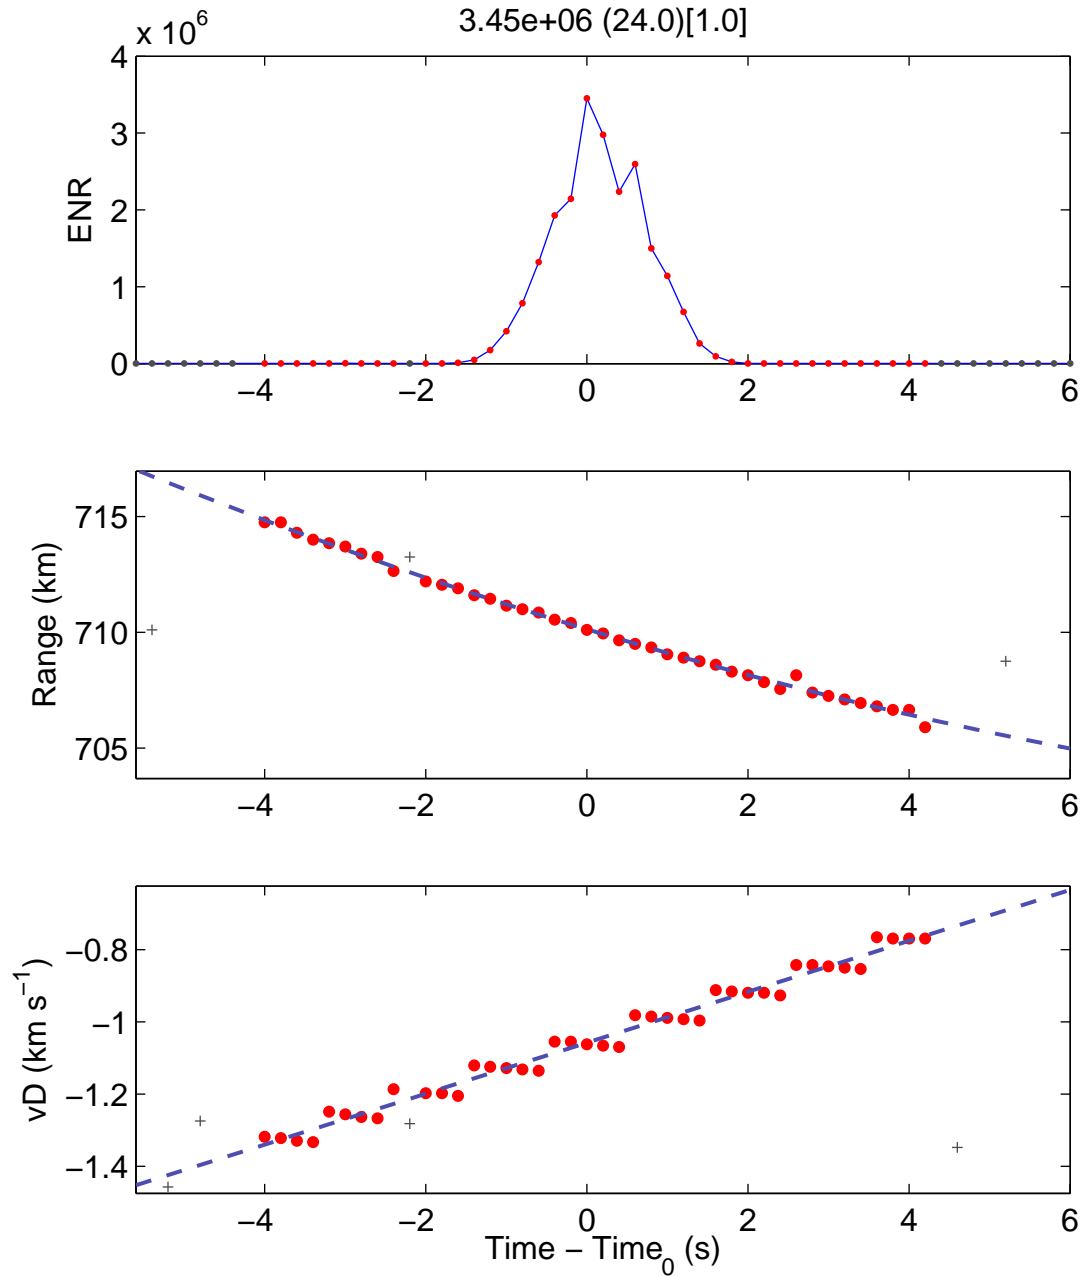 3.45e+06 (24.0)[1.0]
x 10^6
4
3
2
1
0
ENR
−4 −2 0 2 4 6
715
710
705
Range (km)
−4 −2 0 2 4 6
−0.8
−1
−1.2
−1.4
vD (km s^−1)
−4 −2 0 2 4 6
Time − Time_0 (s)